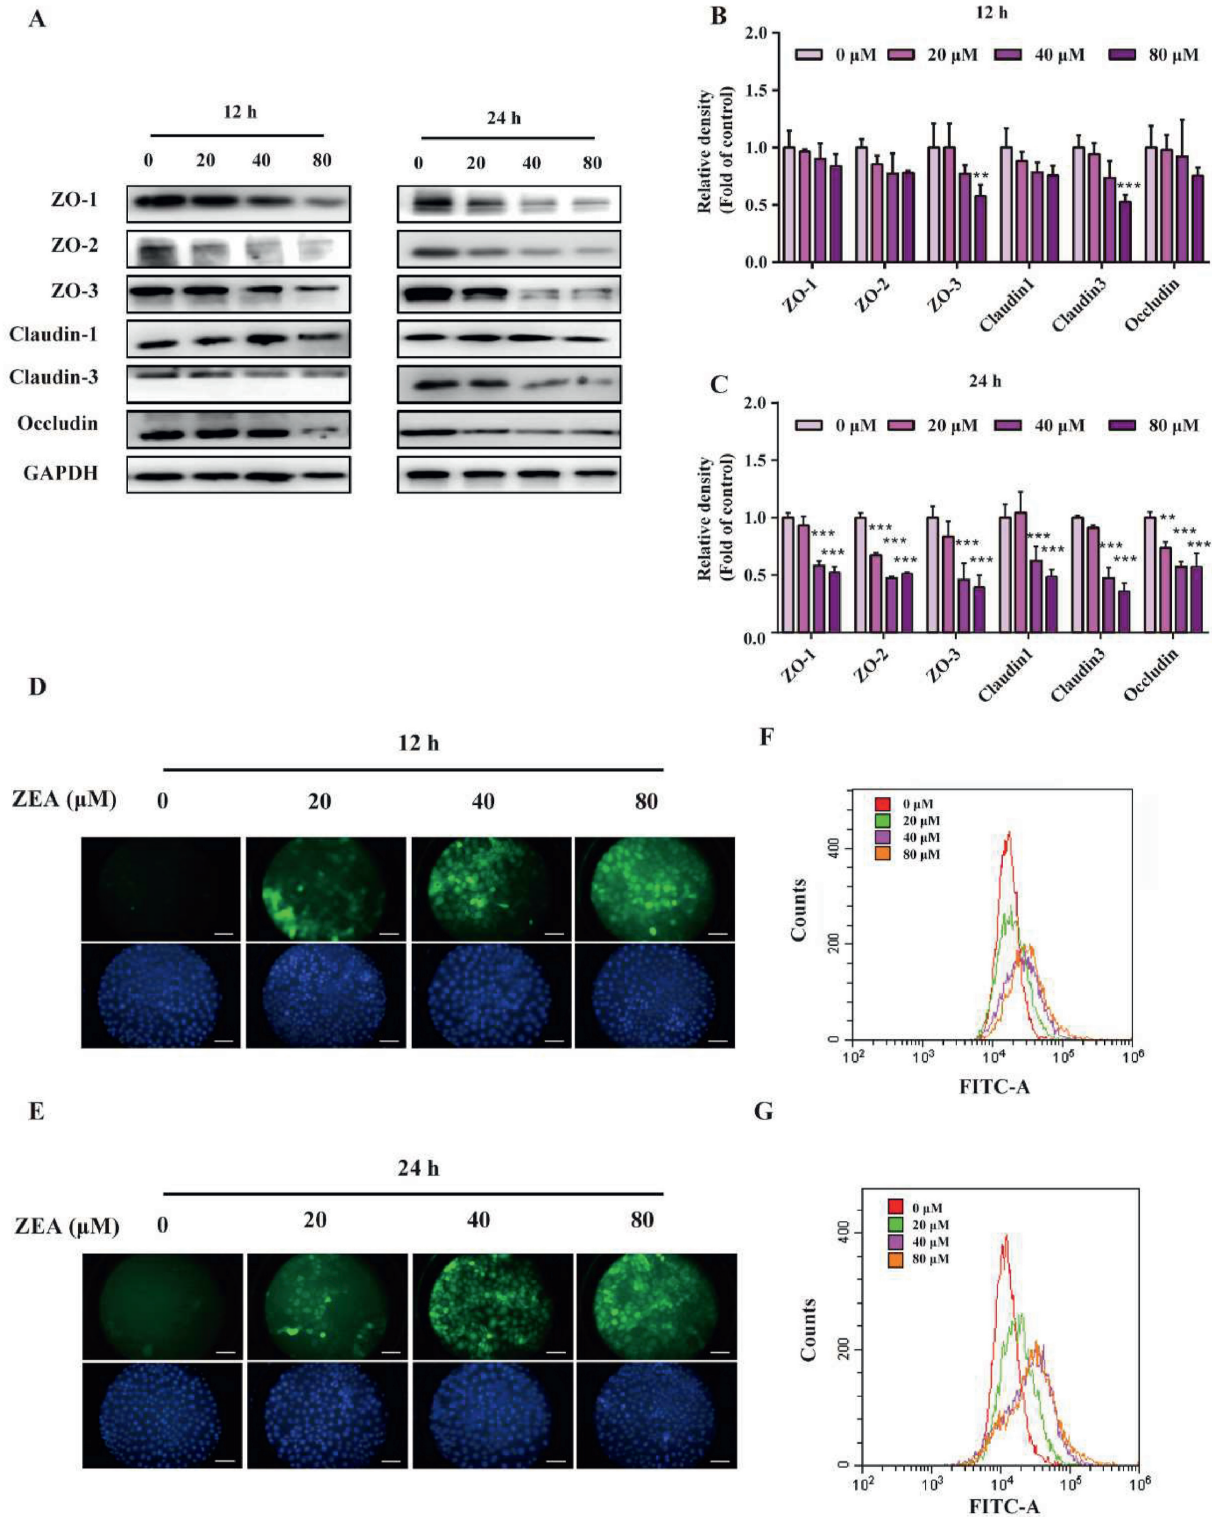 A
12 h
0 20 40 80
24 h
0 20 40 80
ZO-1
ZO-2
ZO-3
Claudin-1
Claudin-3
Occludin
GAPDH
B
12 h
0 μM 20 μM 40 μM 80 μM
Relative density
(Fold of control)
2.0
1.5
1.0
0.5
0.0
** ***
ZO-1 ZO-2 ZO-3 Claudin1 Claudin3 Occludin
C
24 h
0 μM 20 μM 40 μM 80 μM
Relative density
(Fold of control)
2.0
1.5
1.0
0.5
0.0
*** *** *** *** *** *** *** *** *** *** *** ** *** ***
ZO-1 ZO-2 ZO-3 Claudin1 Claudin3 Occludin
D
12 h
ZEA (μM) 0 20 40 80
E
24 h
ZEA (μM) 0 20 40 80
F
0 μM
20 μM
40 μM
80 μM
Counts
400
200
0
10² 10³ 10⁴ 10⁵ 10⁶
FITC-A
G
0 μM
20 μM
40 μM
80 μM
Counts
400
200
0
10² 10³ 10⁴ 10⁵ 10⁶
FITC-A